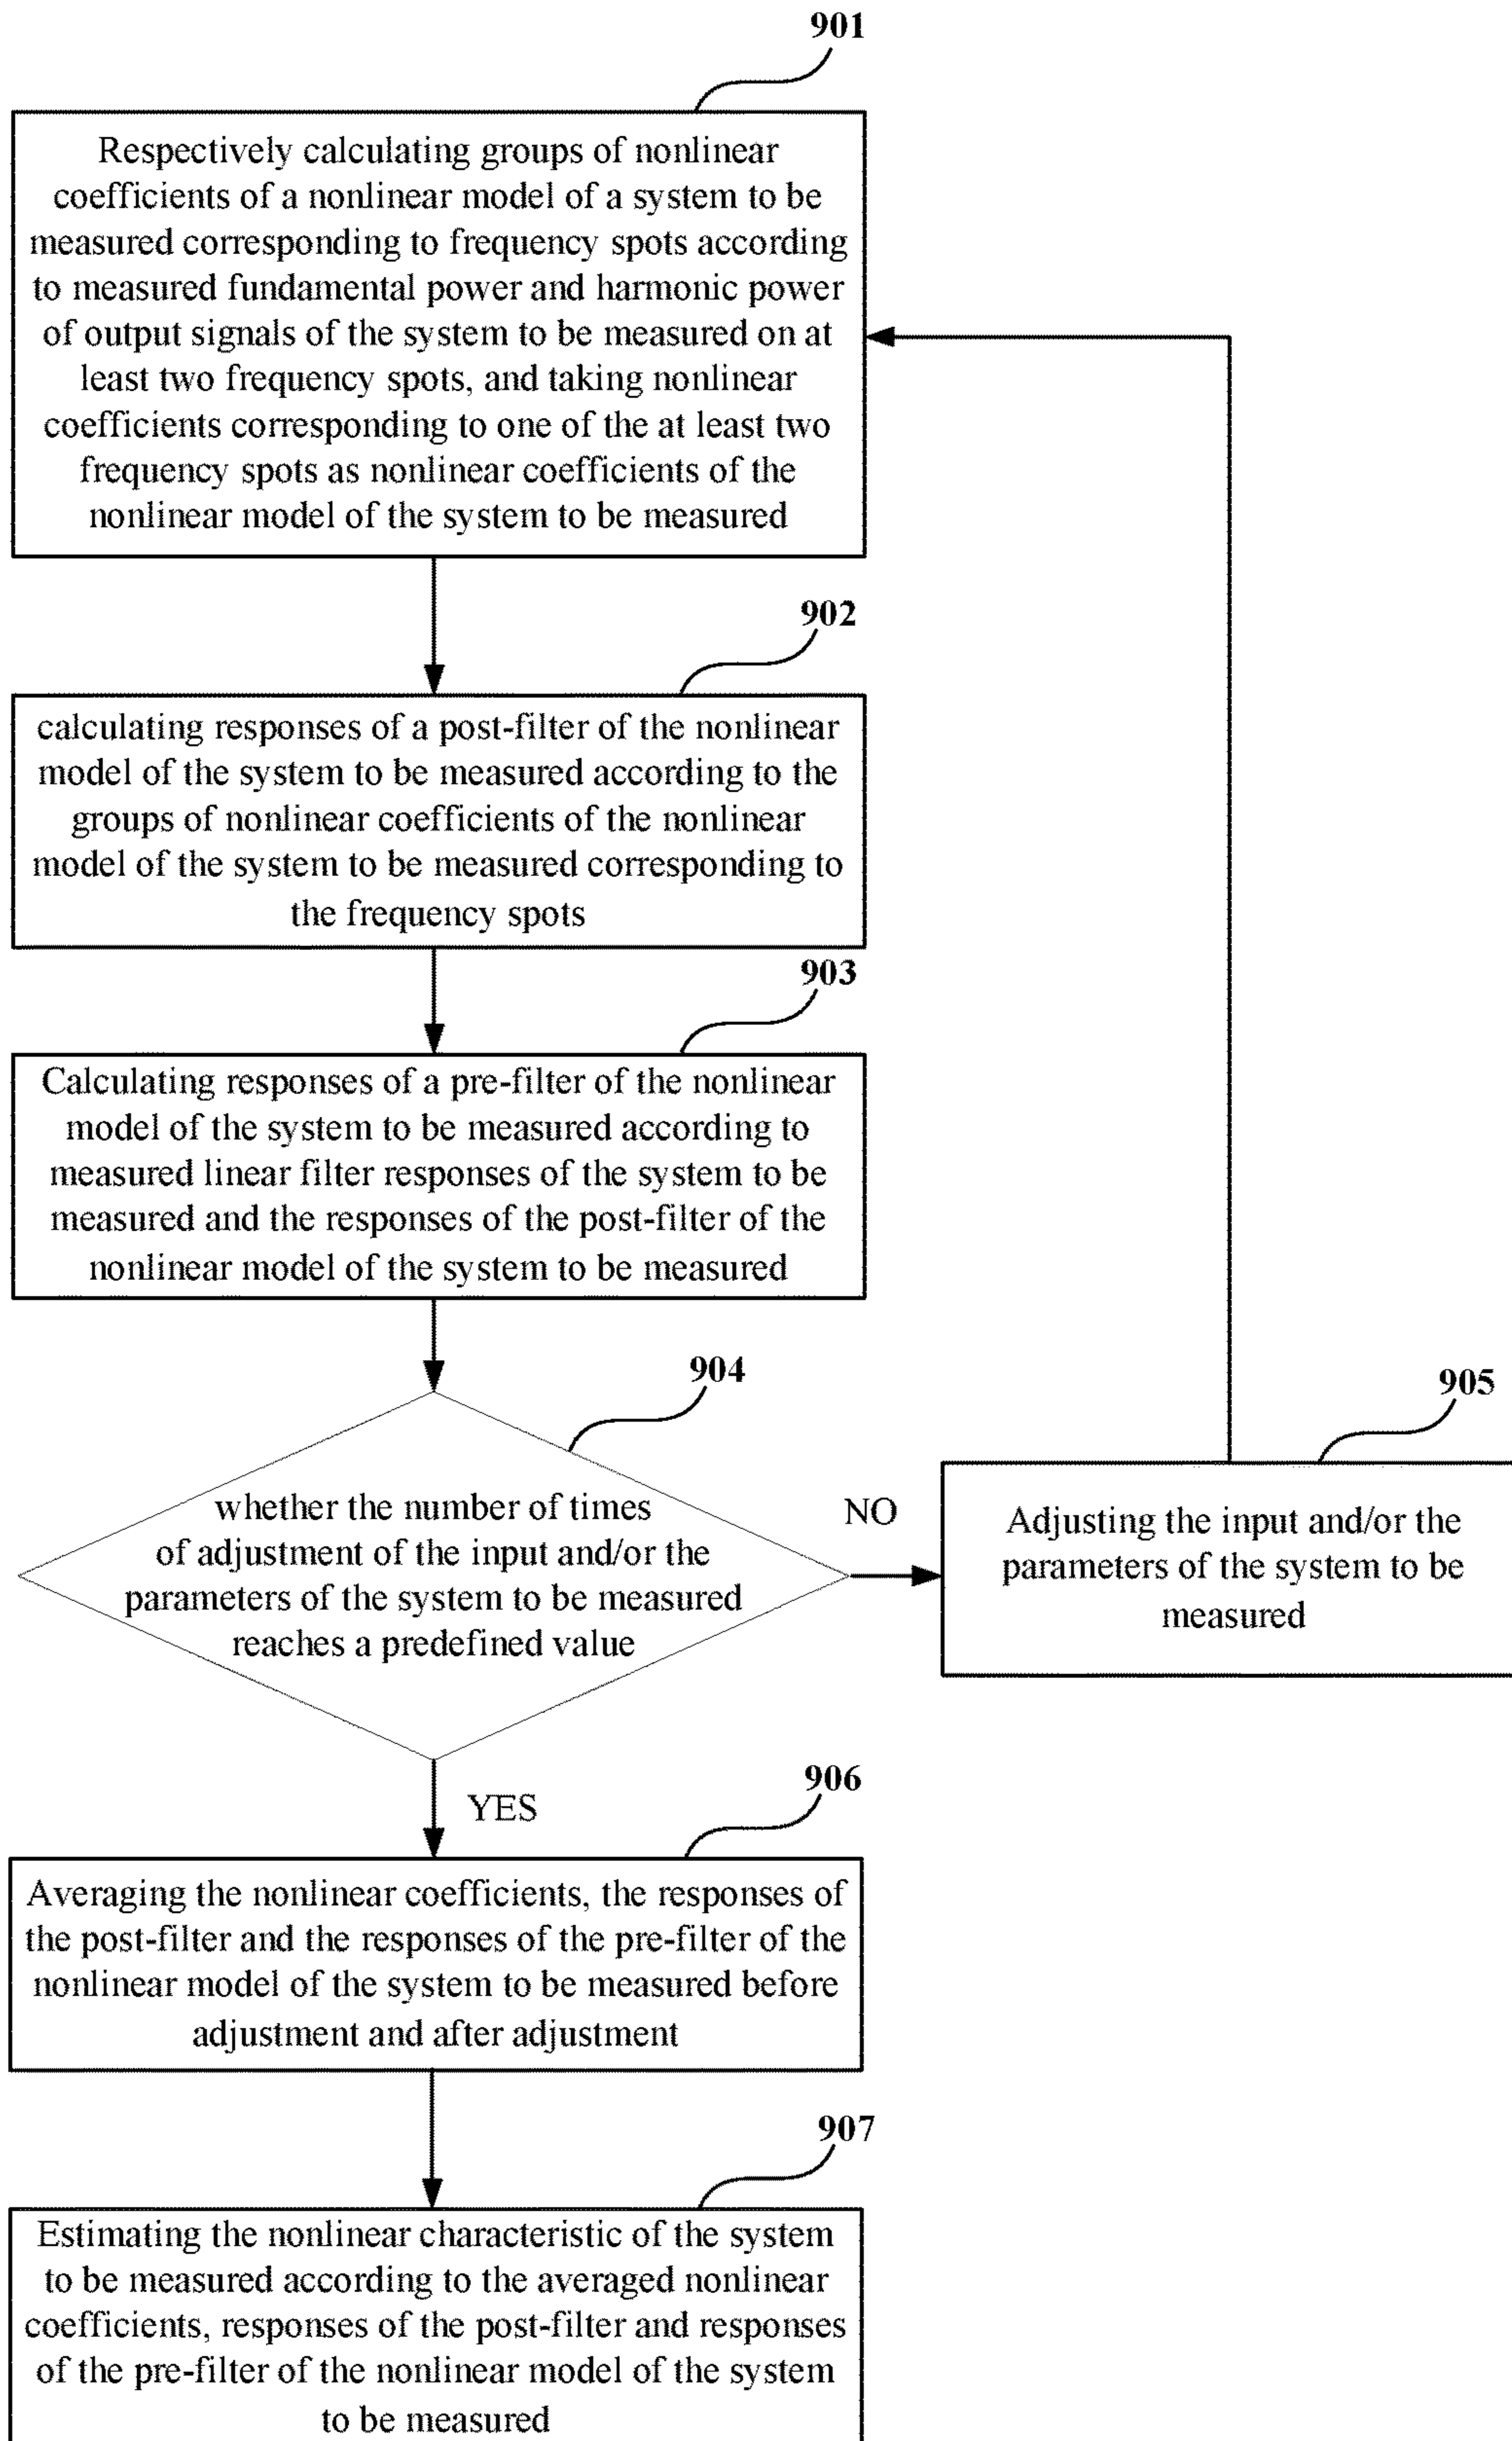 901
Respectively calculating groups of nonlinear
coefficients of a nonlinear model of a system to be
measured corresponding to frequency spots according
to measured fundamental power and harmonic power
of output signals of the system to be measured on at
least two frequency spots, and taking nonlinear
coefficients corresponding to one of the at least two
frequency spots as nonlinear coefficients of the
nonlinear model of the system to be measured
902
calculating responses of a post-filter of the nonlinear
model of the system to be measured according to the
groups of nonlinear coefficients of the nonlinear
model of the system to be measured corresponding to
the frequency spots
903
Calculating responses of a pre-filter of the nonlinear
model of the system to be measured according to
measured linear filter responses of the system to be
measured and the responses of the post-filter of the
nonlinear model of the system to be measured
904
whether the number of times
of adjustment of the input and/or the
parameters of the system to be measured
reaches a predefined value
NO
905
Adjusting the input and/or the
parameters of the system to be
measured
YES
906
Averaging the nonlinear coefficients, the responses of
the post-filter and the responses of the pre-filter of the
nonlinear model of the system to be measured before
adjustment and after adjustment
907
Estimating the nonlinear characteristic of the system
to be measured according to the averaged nonlinear
coefficients, responses of the post-filter and responses
of the pre-filter of the nonlinear model of the system
to be measured